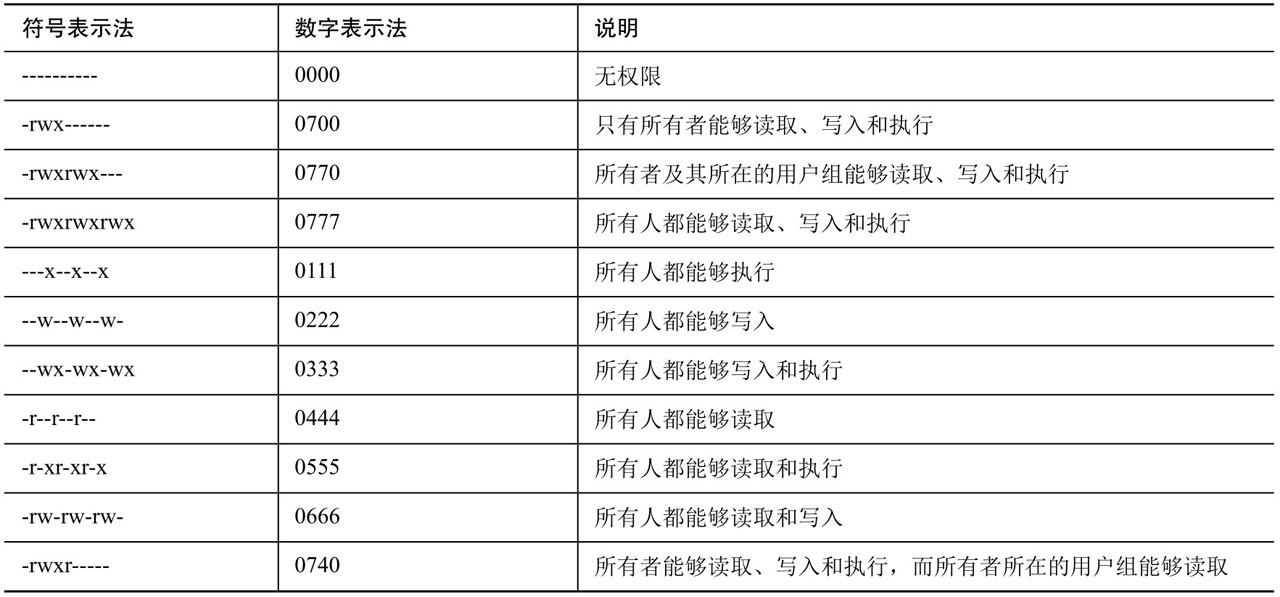 符号表示法 数字表示法 说明
---------- 0000 无权限
-rwx------ 0700 只有所有者能够读取、写入和执行
-rwxrwx--- 0770 所有者及其所在的用户组能够读取、写入和执行
-rwxrwxrwx 0777 所有人都能够读取、写入和执行
---x--x--x 0111 所有人都能够执行
--w--w--w- 0222 所有人都能够写入
--wx-wx-wx 0333 所有人都能够写入和执行
-r--r--r-- 0444 所有人都能够读取
-r-xr-xr-x 0555 所有人都能够读取和执行
-rw-rw-rw- 0666 所有人都能够读取和写入
-rwxr----- 0740 所有者能够读取、写入和执行，而所有者所在的用户组能够读取